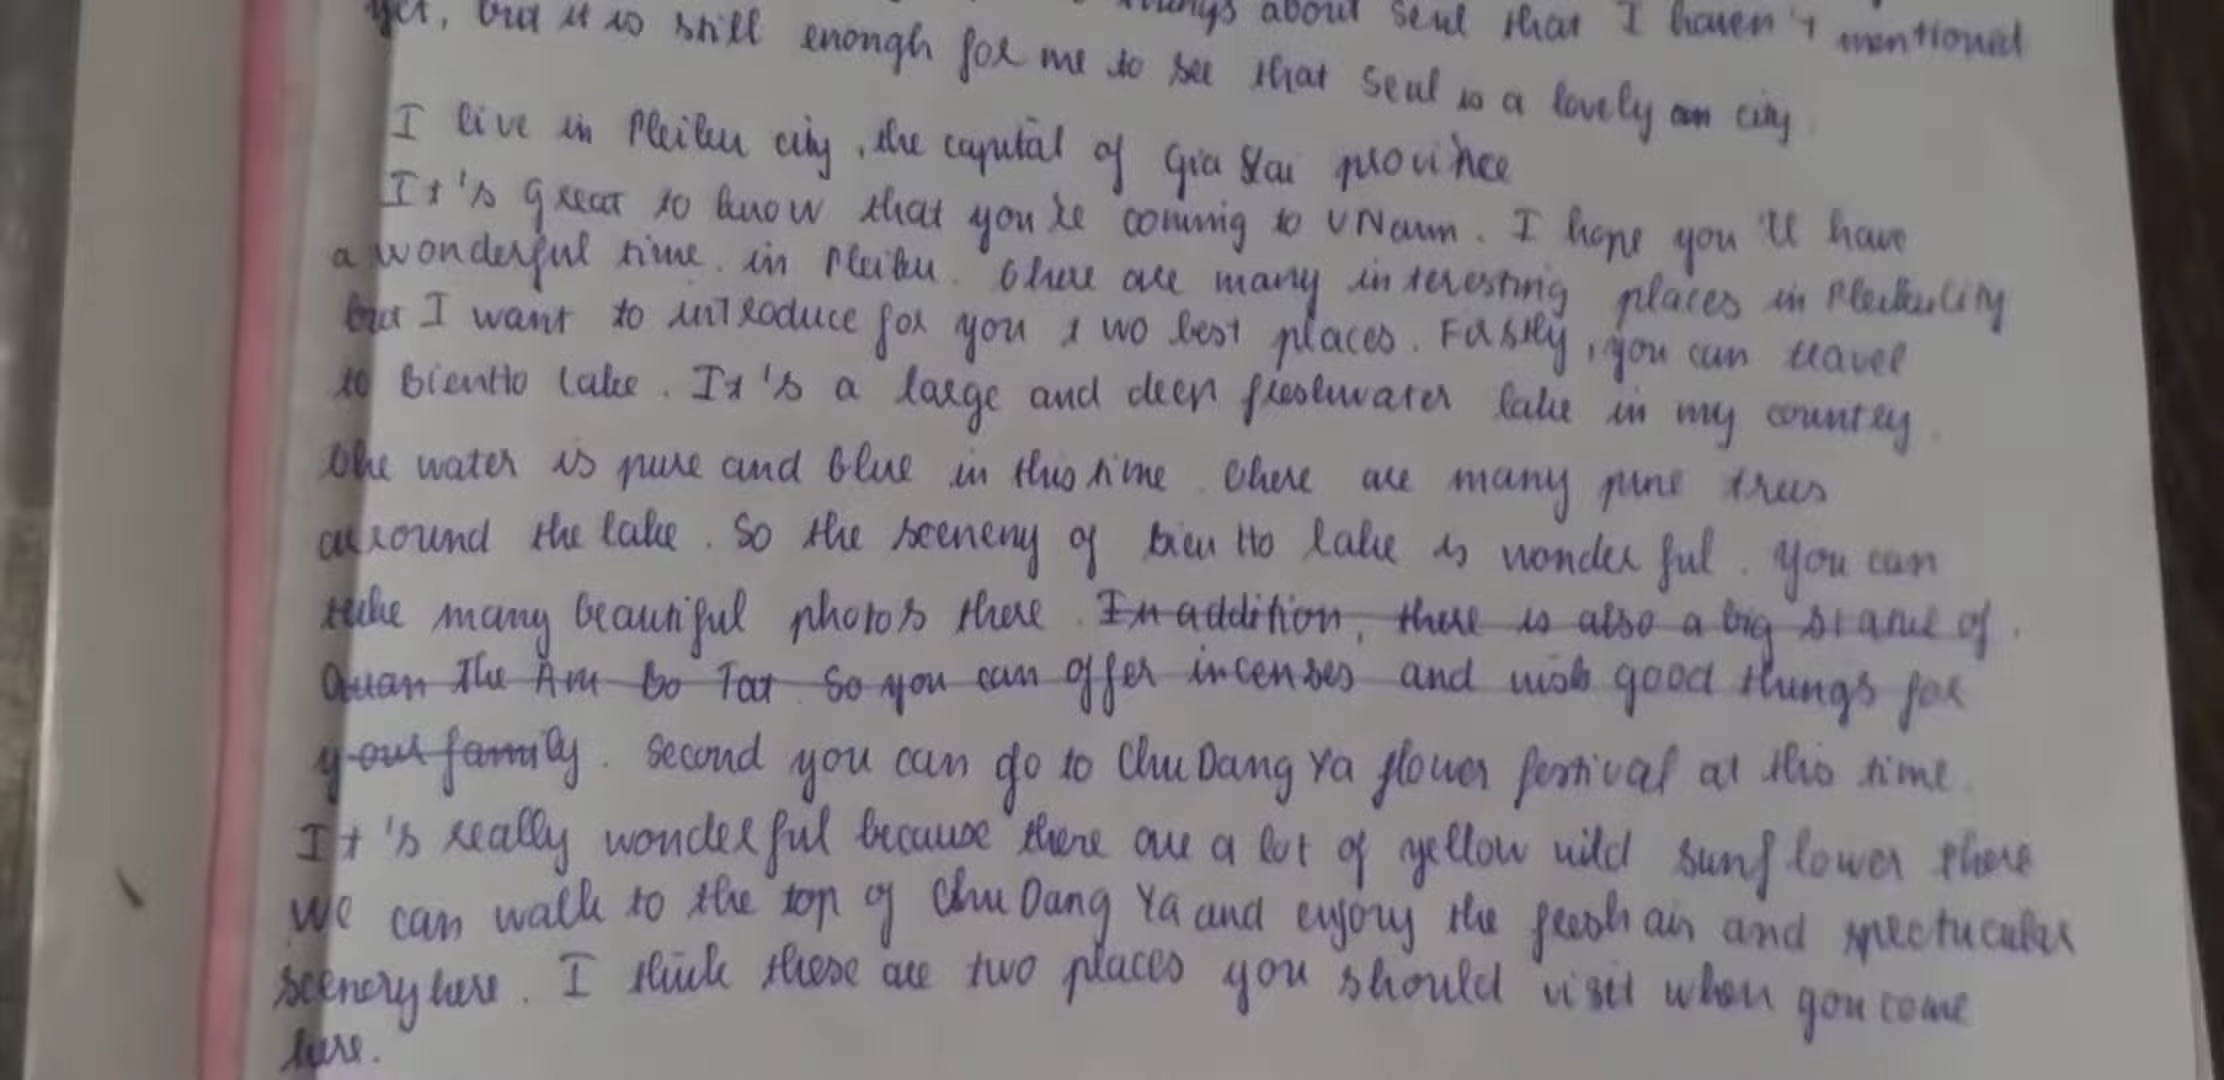 things about Seul that I haven't mentioned
yet, but it is still enough for me to see that Seul is a lovely city.
I live in Pleiku city, the capital of Gia Lai province
It's great to know that you're coming to VNam. I hope you'll have
a wonderful time in Pleiku. There are many interesting places in Pleiku City
but I want to introduce for you two best places. Fastly, you can travel
to BienHo lake. It's a large and deep freshwater lake in my country.
The water is pure and blue in this time. There are many pine trees
arround the lake. So the sceneny of Bien Ho lake is wonderful. You can
take many beautiful photos there. In addition, there is also a big statue of
Quan The Am Bo Tat. So you can offer incenses and wish good things for
your family. Second you can go to Chu Dang Ya flower festival at this time.
It's really wonderful because there are a lot of yellow wild sunflower there
We can walk to the top of Chu Dang Ya and enjory the fresh air and spectucular
scenery here. I think these are two places you should visit when you come
here.